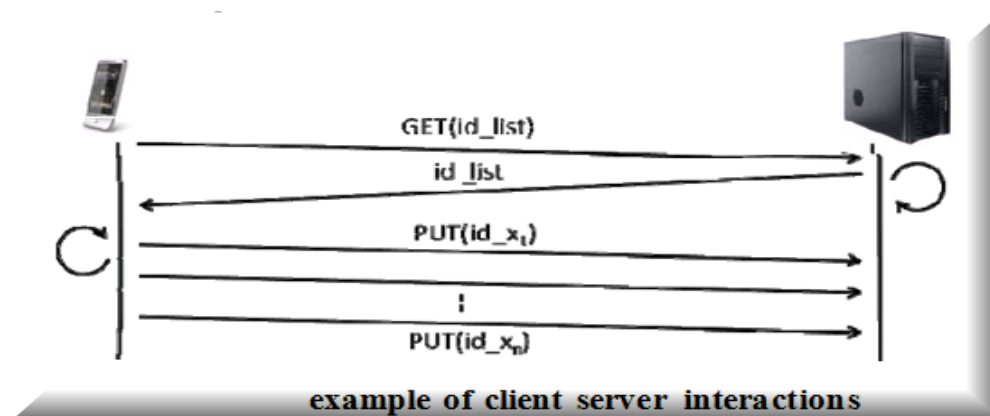 GET(id_list)
id_list
PUT(id_x₁)
PUT(id_xₙ)
example of client server interactions